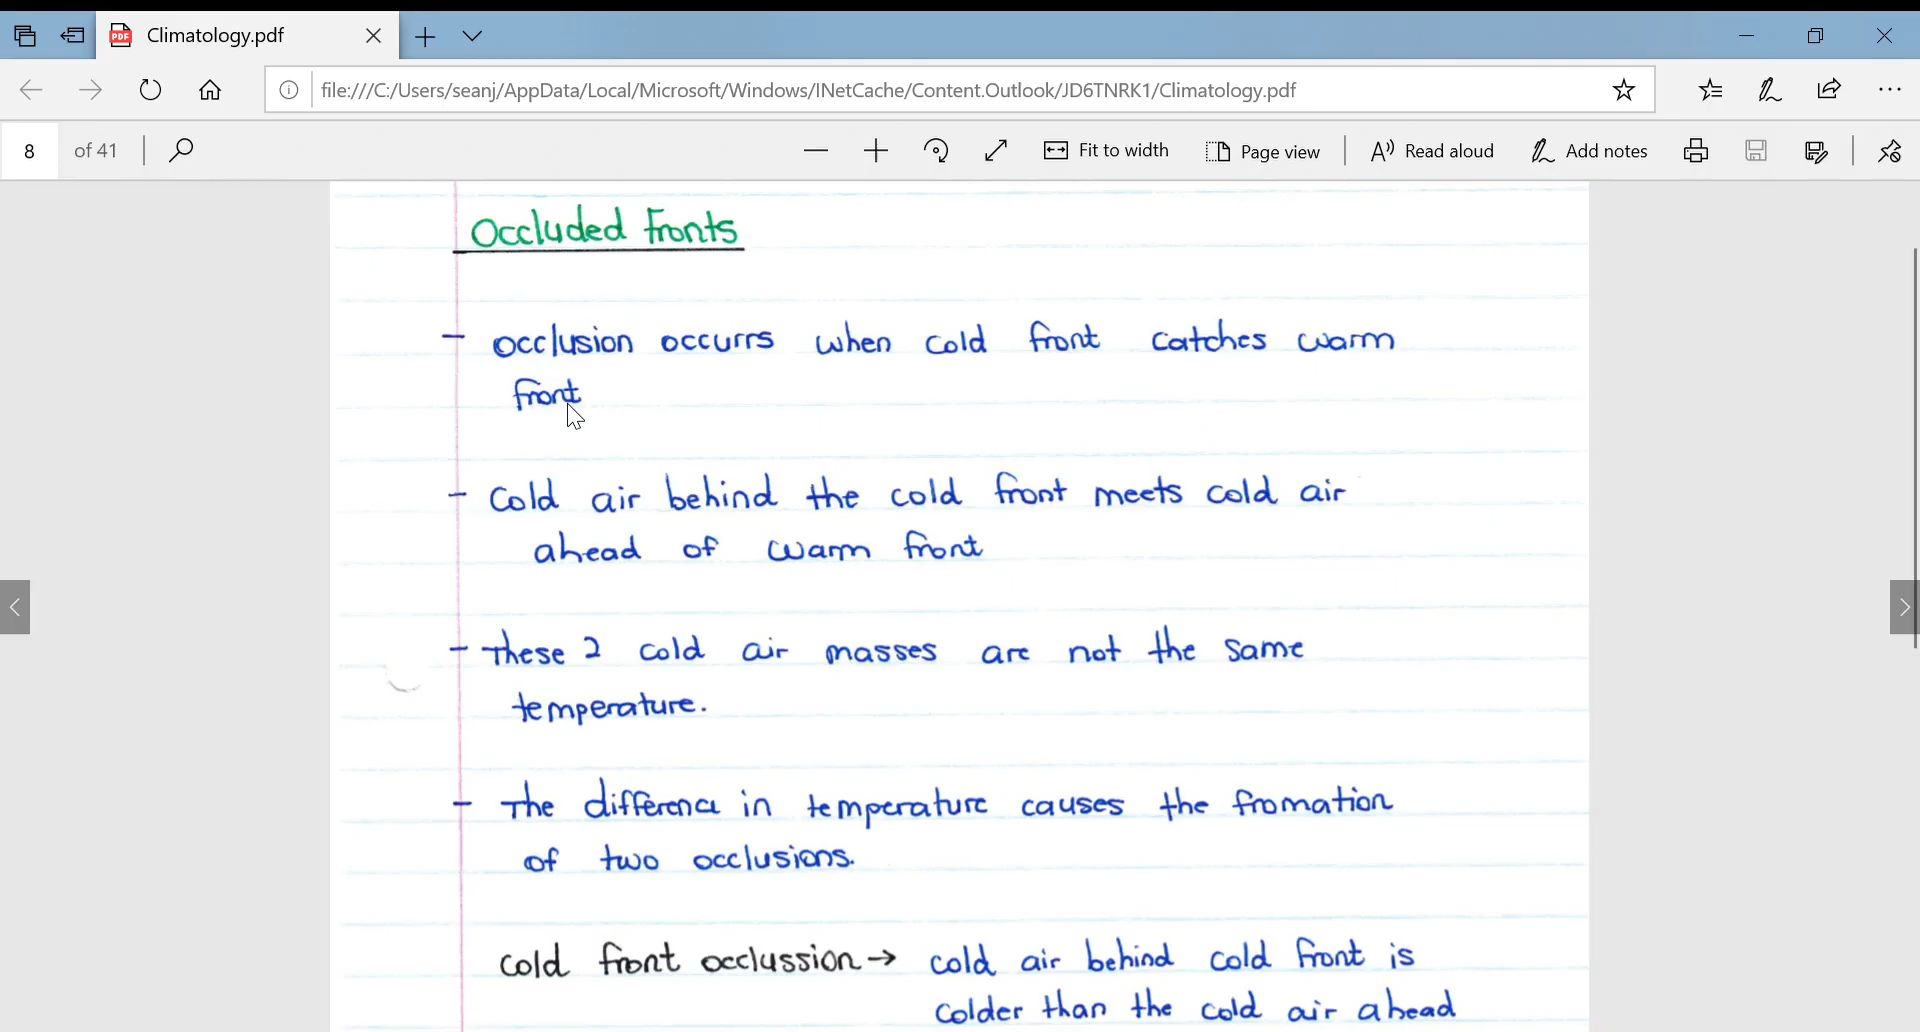 Climatology.pdf
file:///C:/Users/seanj/AppData/Local/Microsoft/Windows/INetCache/Content.Outlook/JD6TNRK1/Climatology.pdf
8 of 41 Fit to width Page view Read aloud Add notes
Occluded Fronts
- occlusion occurrs when cold front catches warm
front
- Cold air behind the cold front meets cold air
ahead of warm front
- These 2 cold air masses are not the same
temperature.
- The difference in temperature causes the fromation
of two occlusions.
cold front occlussion → cold air behind cold front is
colder than the cold air ahead